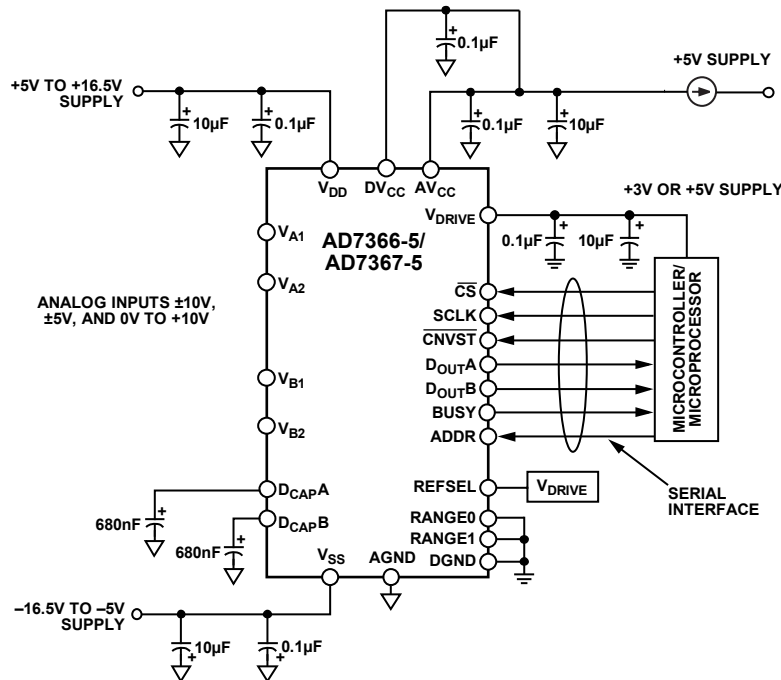 +5V TO +16.5V
SUPPLY
+
10µF
+
0.1µF
+
0.1µF
+5V SUPPLY
+
0.1µF
+
10µF
V_DD
DV_CC
AV_CC
+3V OR +5V SUPPLY
V_DRIVE
+
0.1µF
+
10µF
AD7366-5/
AD7367-5
V_A1
V_A2
ANALOG INPUTS ±10V,
±5V, AND 0V TO +10V
V_B1
V_B2
C̅S̅
SCLK
C̅N̅V̅S̅T̅
D_OUTA
D_OUTB
BUSY
ADDR
MICROCONTROLLER/
MICROPROCESSOR
SERIAL
INTERFACE
D_CAPA
D_CAPB
+
680nF
+
680nF
REFSEL
V_DRIVE
RANGE0
RANGE1
DGND
V_SS
AGND
–16.5V TO –5V
SUPPLY
10µF
+
0.1µF
+